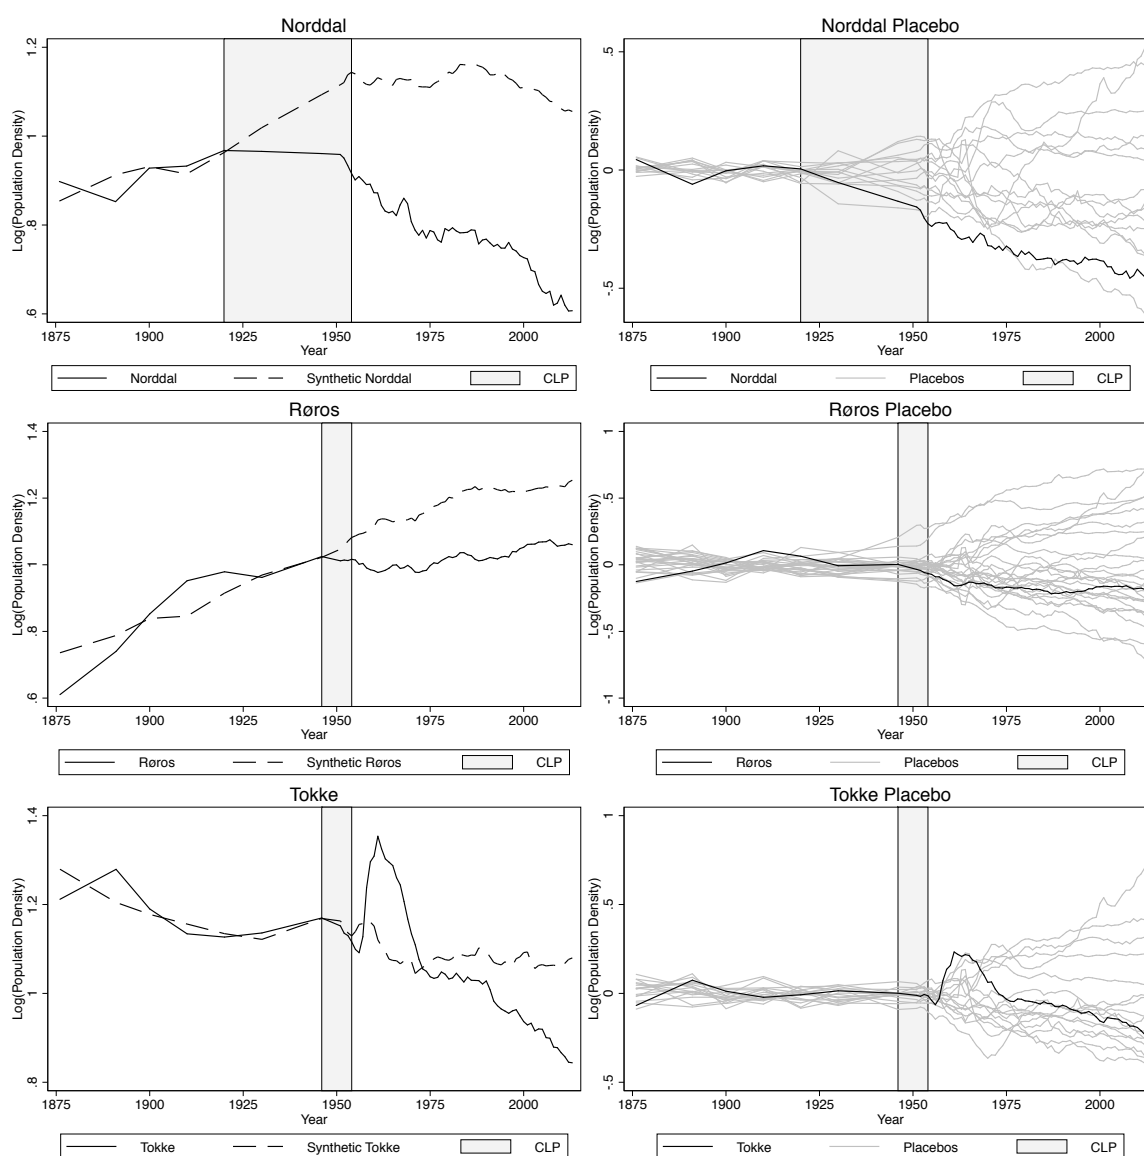 Norddal
Log(Population Density)
1.2
1
.8
.6
1875 1900 1925 1950 1975 2000
Year
Norddal Synthetic Norddal CLP
Norddal Placebo
Log(Population Density)
.5
0
-.5
1875 1900 1925 1950 1975 2000
Year
Norddal Placebos CLP
Røros
Log(Population Density)
1.4
1.2
1
.8
.6
1875 1900 1925 1950 1975 2000
Year
Røros Synthetic Røros CLP
Røros Placebo
Log(Population Density)
1
.5
0
-.5
-1
1875 1900 1925 1950 1975 2000
Year
Røros Placebos CLP
Tokke
Log(Population Density)
1.4
1.2
1
.8
1875 1900 1925 1950 1975 2000
Year
Tokke Synthetic Tokke CLP
Tokke Placebo
Log(Population Density)
1
.5
0
-.5
1875 1900 1925 1950 1975 2000
Year
Tokke Placebos CLP